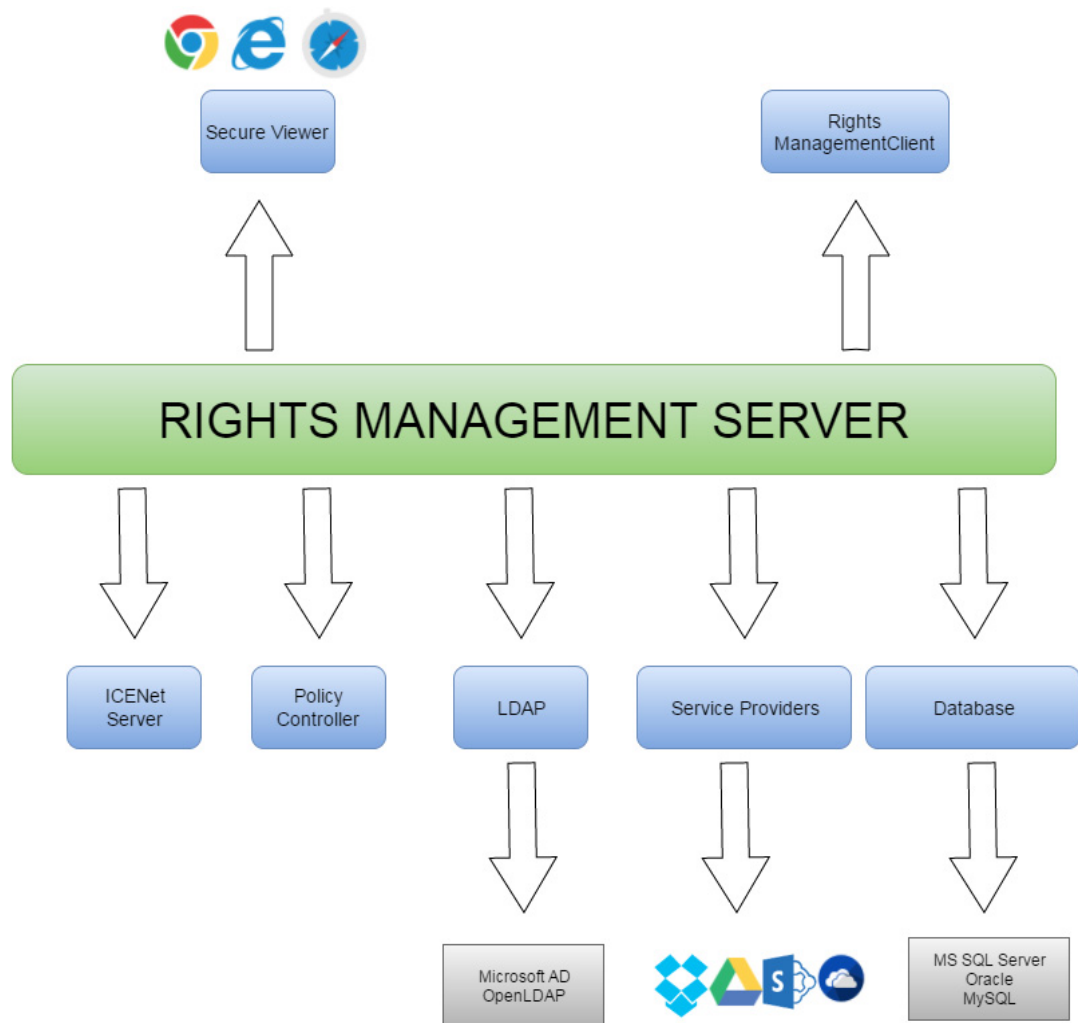 Secure Viewer
Rights
ManagementClient
RIGHTS MANAGEMENT SERVER
ICENet
Server
Policy
Controller
LDAP
Service Providers
Database
Microsoft AD
OpenLDAP
S
MS SQL Server
Oracle
MySQL